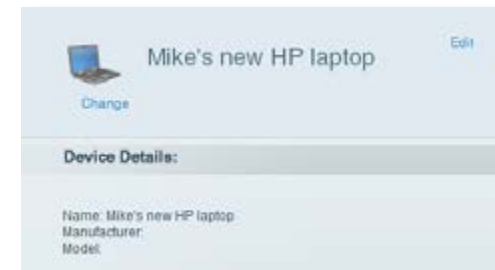 Mike's new HP laptop
Edit
Change
Device Details:
Name: Mike's new HP laptop
Manufacturer:
Model: